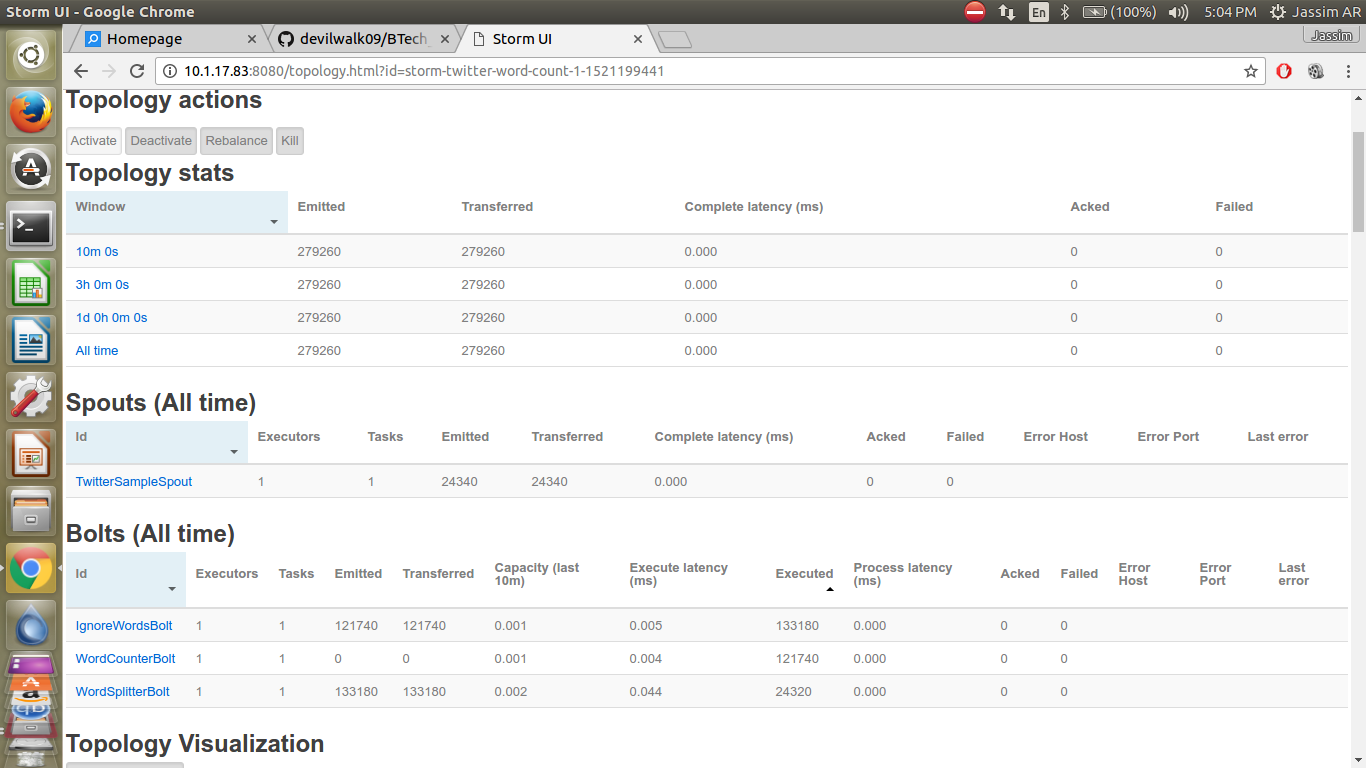 Storm UI - Google Chrome En (100%) 5:04 PM Jassim AR
Homepage devilwalk09/BTech Storm UI Jassim
10.1.17.83:8080/topology.html?id=storm-twitter-word-count-1-1521199441
Topology actions
Activate Deactivate Rebalance Kill
Topology stats
Window Emitted Transferred Complete latency (ms) Acked Failed
10m 0s 279260 279260 0.000 0 0
3h 0m 0s 279260 279260 0.000 0 0
1d 0h 0m 0s 279260 279260 0.000 0 0
All time 279260 279260 0.000 0 0
Spouts (All time)
Id Executors Tasks Emitted Transferred Complete latency (ms) Acked Failed Error Host Error Port Last error
TwitterSampleSpout 1 1 24340 24340 0.000 0 0
Bolts (All time)
Id Executors Tasks Emitted Transferred Capacity (last 10m) Execute latency (ms) Executed Process latency (ms) Acked Failed Error Host Error Port Last error
IgnoreWordsBolt 1 1 121740 121740 0.001 0.005 133180 0.000 0 0
WordCounterBolt 1 1 0 0 0.001 0.004 121740 0.000 0 0
WordSplitterBolt 1 1 133180 133180 0.002 0.044 24320 0.000 0 0
Topology Visualization